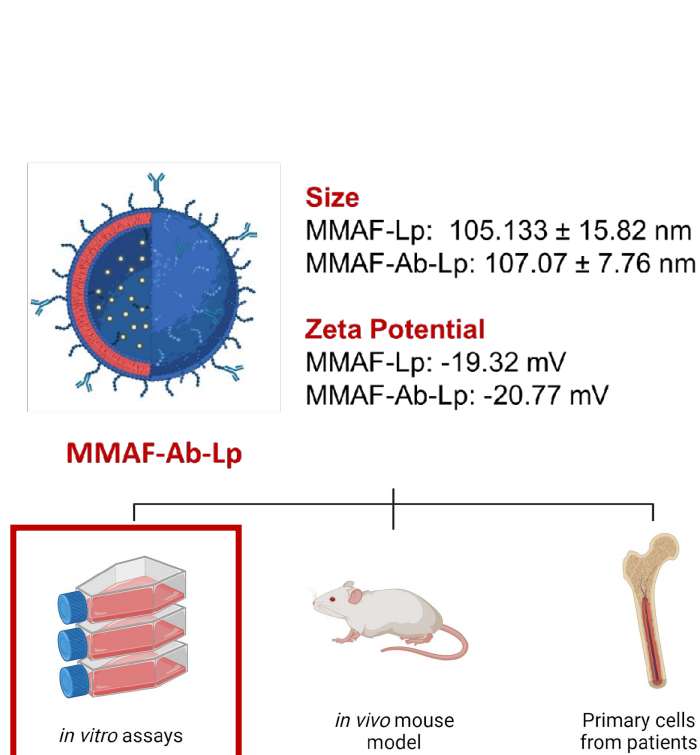 Size
MMAF-Lp: 105.133 ± 15.82 nm
MMAF-Ab-Lp: 107.07 ± 7.76 nm
Zeta Potential
MMAF-Lp: -19.32 mV
MMAF-Ab-Lp: -20.77 mV
MMAF-Ab-Lp
in vitro assays
in vivo mouse
model
Primary cells
from patients